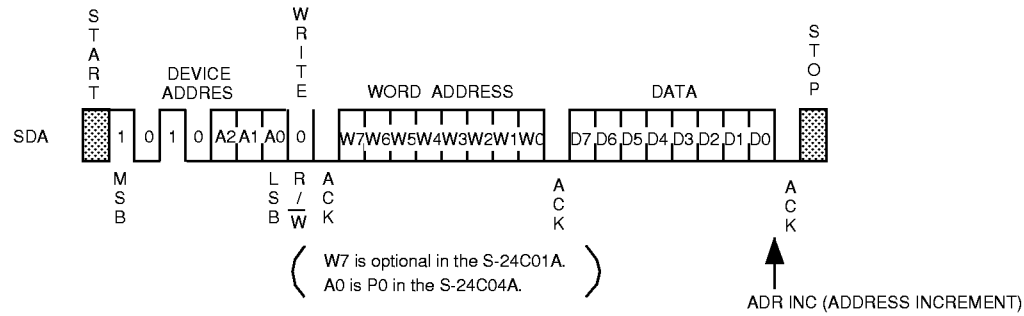 START
WRITE
STOP
DEVICE
ADDRES
WORD ADDRESS
DATA
SDA
1 0 1 0 A2 A1 A0 0 W7 W6 W5 W4 W3 W2 W1 W0 D7 D6 D5 D4 D3 D2 D1 D0
MSB
LSB
R/W
ACK
ACK
ACK
W7 is optional in the S-24C01A.
A0 is P0 in the S-24C04A.
ADR INC (ADDRESS INCREMENT)